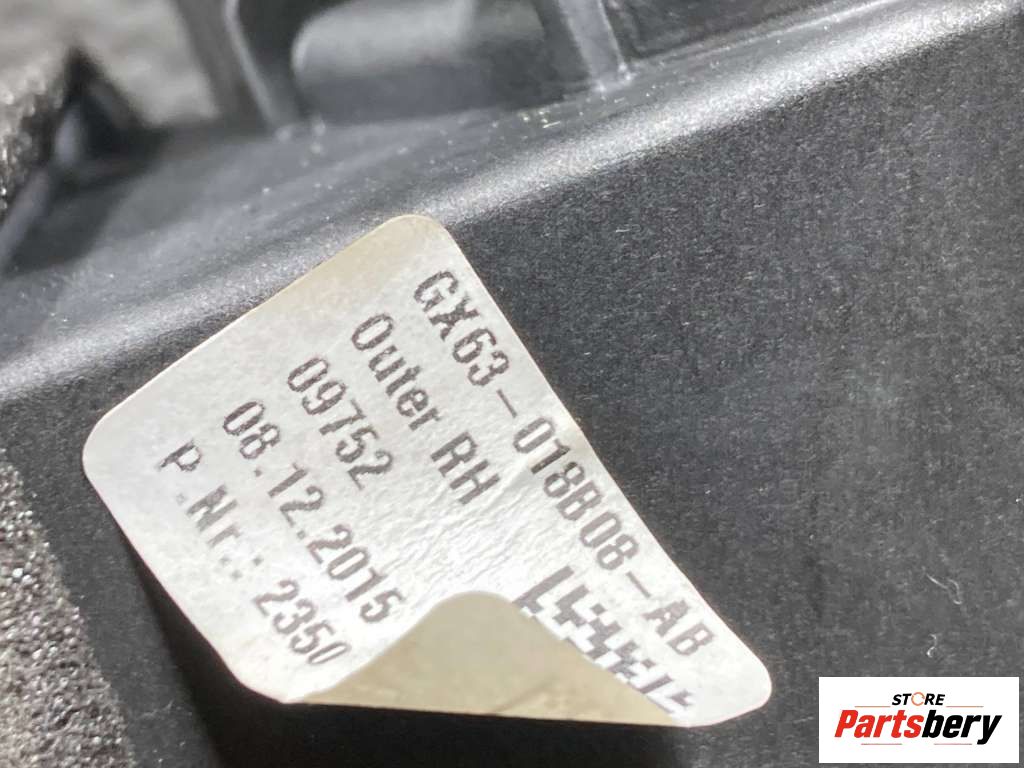 GX63-018B08-AB
Outer RH
09752
08.12.2015
P.Nr.: 2350
STORE
Partsbery